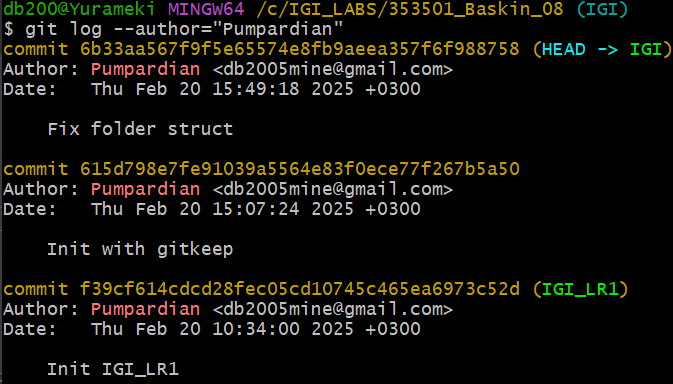 db200@Yurameki MINGW64 /c/IGI_LABS/353501_Baskin_08 (IGI)
$ git log --author="Pumpardian"
commit 6b33aa567f9f5e65574e8fb9aeea357f6f988758 (HEAD -> IGI)
Author: Pumpardian <db2005mine@gmail.com>
Date:   Thu Feb 20 15:49:18 2025 +0300
    Fix folder struct
commit 615d798e7fe91039a5564e83f0ece77f267b5a50
Author: Pumpardian <db2005mine@gmail.com>
Date:   Thu Feb 20 15:07:24 2025 +0300
    Init with gitkeep
commit f39cf614cdcd28fec05cd10745c465ea6973c52d (IGI_LR1)
Author: Pumpardian <db2005mine@gmail.com>
Date:   Thu Feb 20 10:34:00 2025 +0300
    Init IGI_LR1